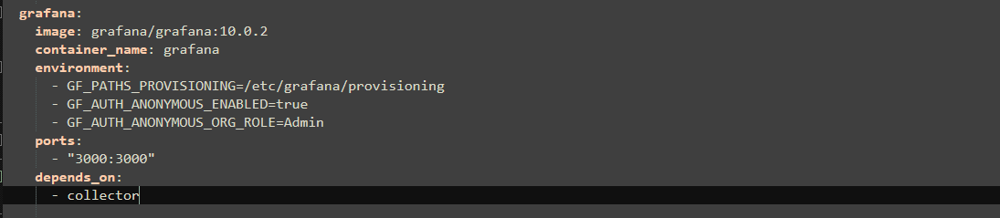 grafana:
  image: grafana/grafana:10.0.2
  container_name: grafana
  environment:
    - GF_PATHS_PROVISIONING=/etc/grafana/provisioning
    - GF_AUTH_ANONYMOUS_ENABLED=true
    - GF_AUTH_ANONYMOUS_ORG_ROLE=Admin
  ports:
    - "3000:3000"
  depends_on:
    - collector